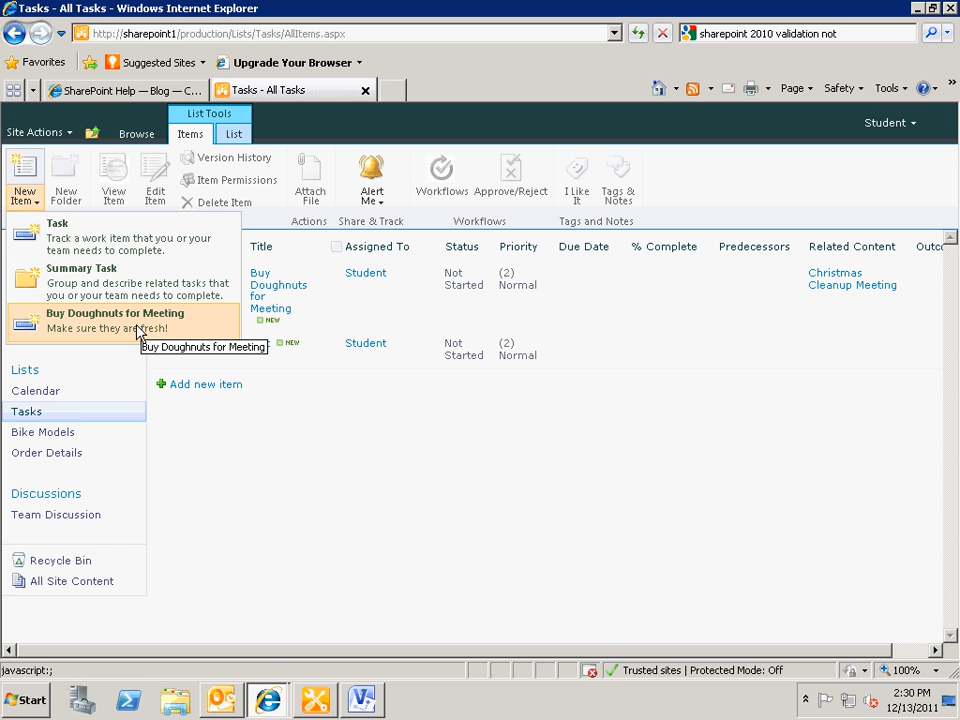 Tasks - All Tasks - Windows Internet Explorer
http://sharepoint1/production/Lists/Tasks/AllItems.aspx
sharepoint 2010 validation not
Favorites
Suggested Sites
Upgrade Your Browser
SharePoint Help — Blog — C...
Tasks - All Tasks
Page
Safety
Tools
»
List Tools
Site Actions
Browse
Items
List
Student
New Item
New Folder
View Item
Edit Item
Version History
Item Permissions
Delete Item
Attach File
Alert Me
Workflows
Approve/Reject
I Like It
Tags & Notes
Actions
Share & Track
Workflows
Tags and Notes
Task
Track a work item that you or your
team needs to complete.
Summary Task
Group and describe related tasks that
you or your team needs to complete.
Buy Doughnuts for Meeting
Make sure they are fresh!
Buy Doughnuts for Meeting
Title
Assigned To
Status
Priority
Due Date
% Complete
Predecessors
Related Content
Outco
Buy
Doughnuts
for
Meeting
NEW
Student
Not
Started
(2)
Normal
Christmas
Cleanup Meeting
NEW
Student
Not
Started
(2)
Normal
Add new item
Lists
Calendar
Tasks
Bike Models
Order Details
Discussions
Team Discussion
Recycle Bin
All Site Content
javascript:;
Trusted sites | Protected Mode: Off
100%
Start
2:30 PM
12/13/2011